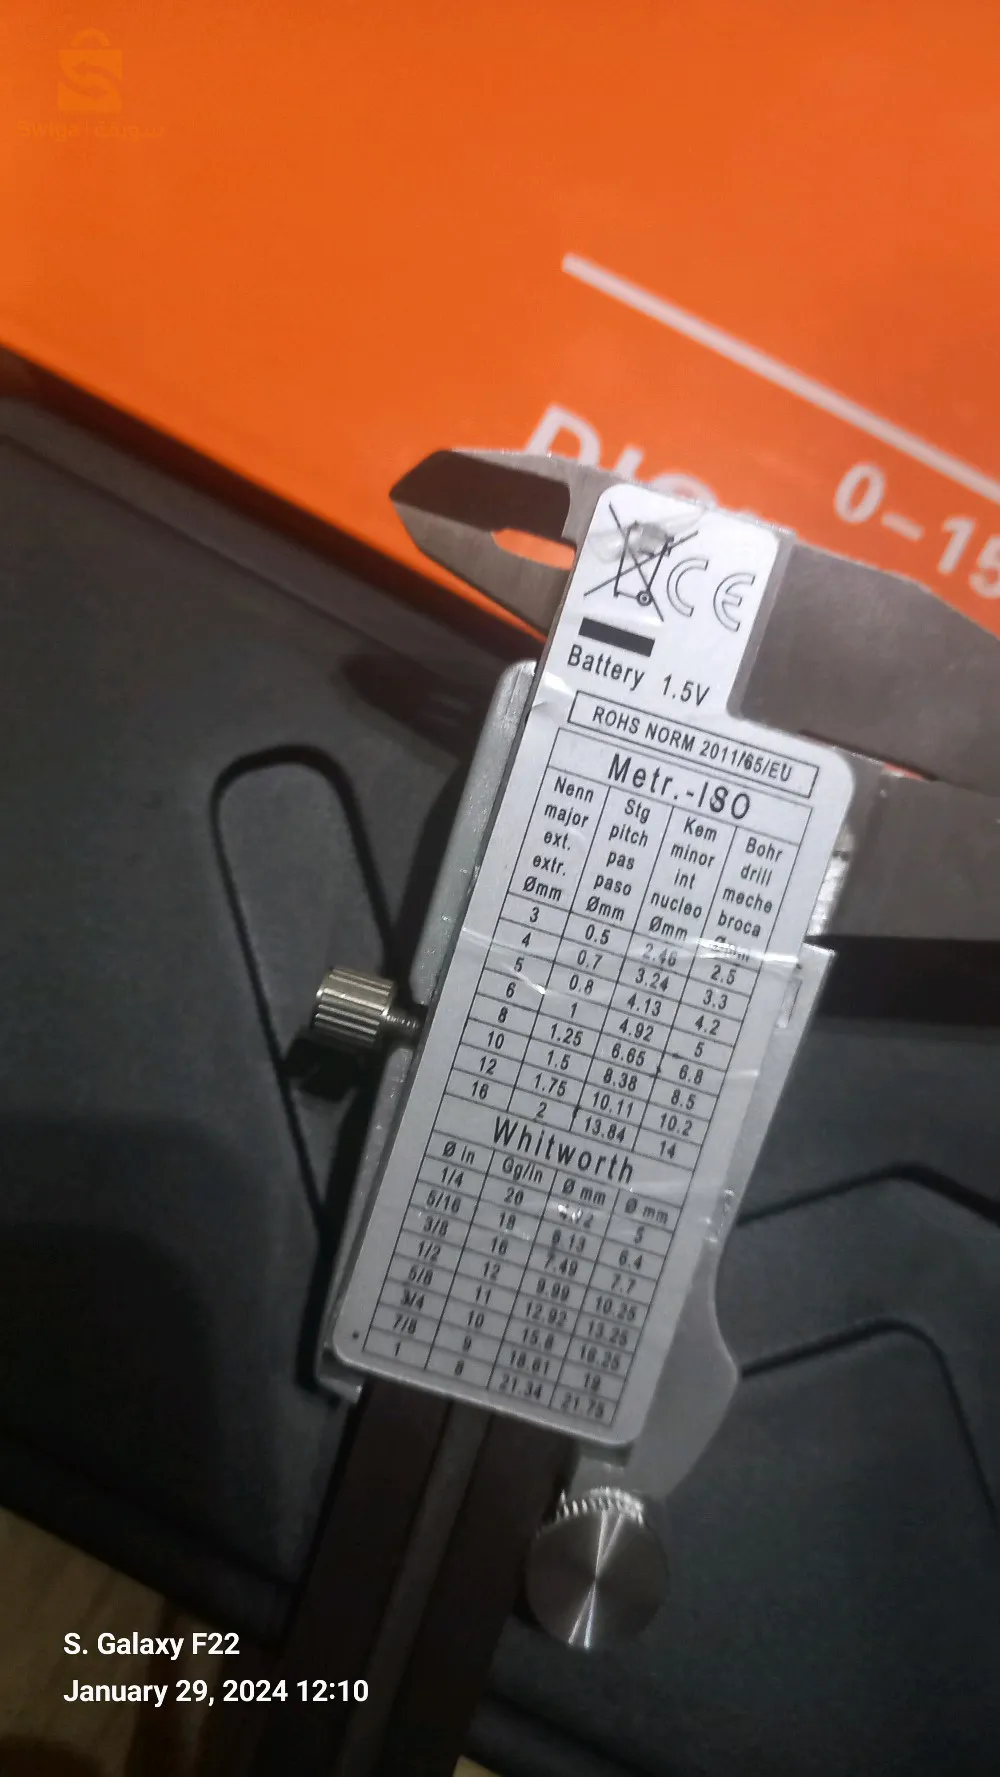 Swiga سويقة
0-15
CE
Battery 1.5V
ROHS NORM 2011/65/EU
Metr.-ISO
Nenn Stg Kem Bohr
major pitch minor drill
ext. pas int meche
extr. paso nucleo broca
Ømm Ømm Ømm Ømm
3 0.5 2.46 2.5
4 0.7 3.24 3.3
5 0.8 4.13 4.2
6 1 4.92 5
8 1.25 6.65 6.8
10 1.5 8.38 8.5
12 1.75 10.11 10.2
16 2 13.84 14
Whitworth
Ø in Gg/in Ø mm Ø mm
1/4 20 5
5/16 18 6.13 6.4
3/8 16 7.49 7.7
1/2 12 9.99 10.25
5/8 11 12.92 13.25
3/4 10 15.8 16.25
7/8 9 18.61 19
1 8 21.34 21.75
S. Galaxy F22
January 29, 2024 12:10